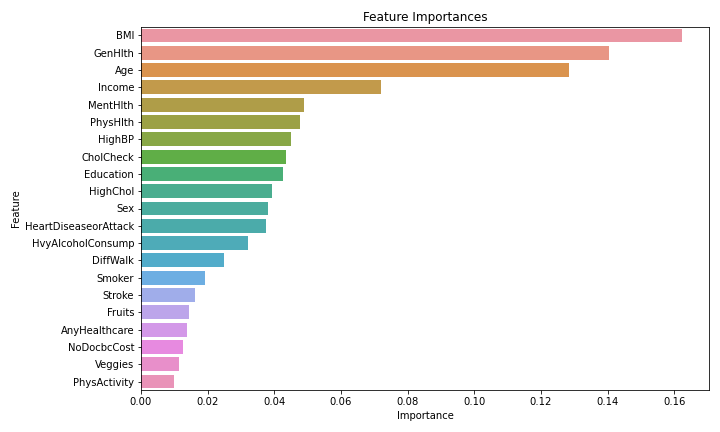 Feature Importances
BMI
GenHlth
Age
Income
MentHlth
PhysHlth
HighBP
CholCheck
Education
HighChol
Sex
HeartDiseaseorAttack
HvyAlcoholConsump
DiffWalk
Smoker
Stroke
Fruits
AnyHealthcare
NoDocbcCost
Veggies
PhysActivity
Feature
0.00 0.02 0.04 0.06 0.08 0.10 0.12 0.14 0.16
Importance